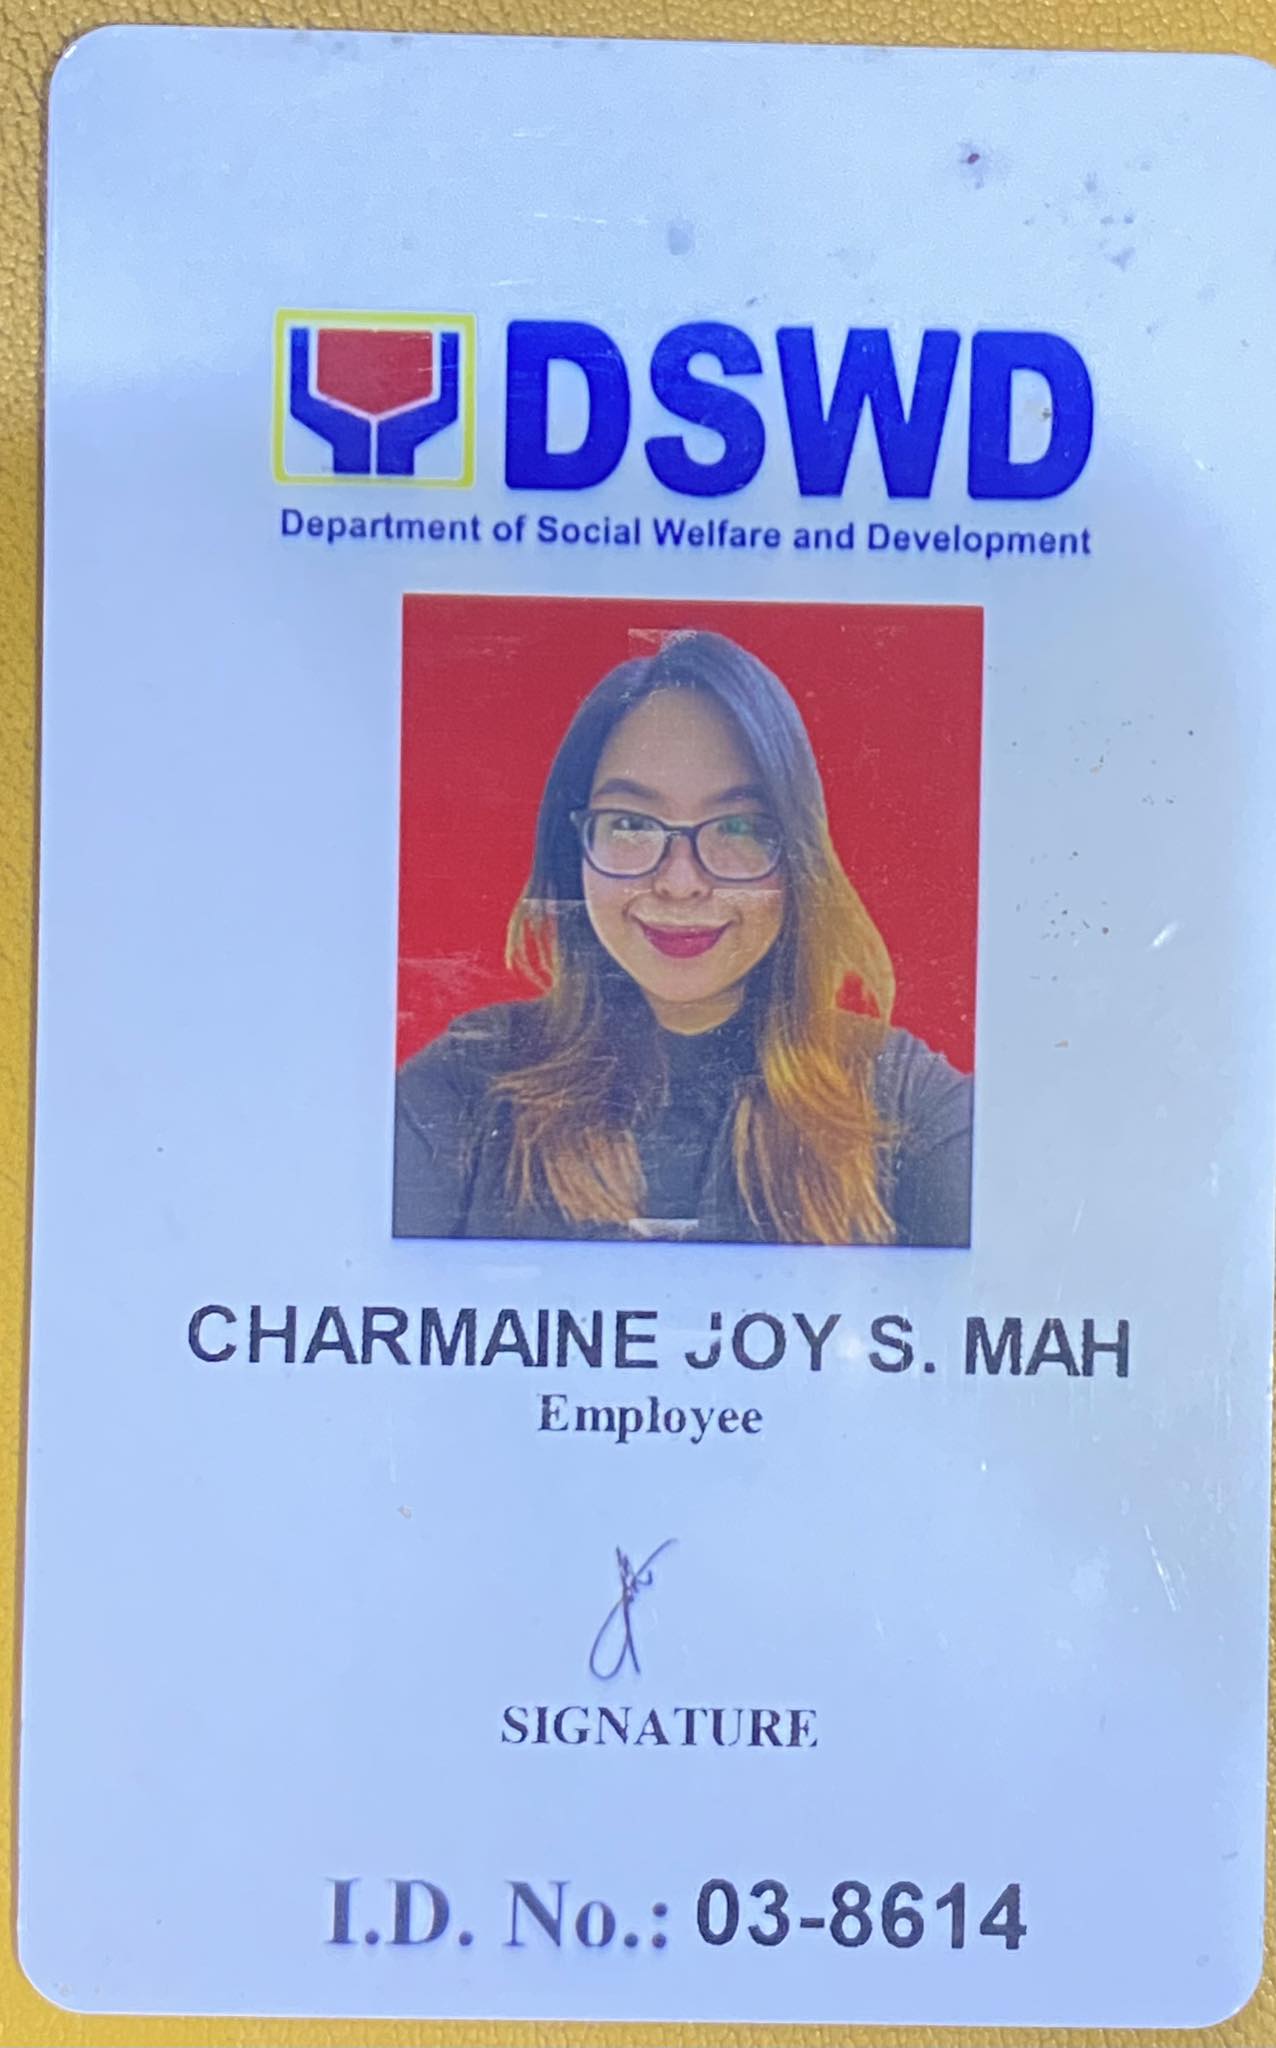 DSWD
Department of Social Welfare and Development
CHARMAINE JOY S. MAH
Employee
SIGNATURE
I.D. No.: 03-8614